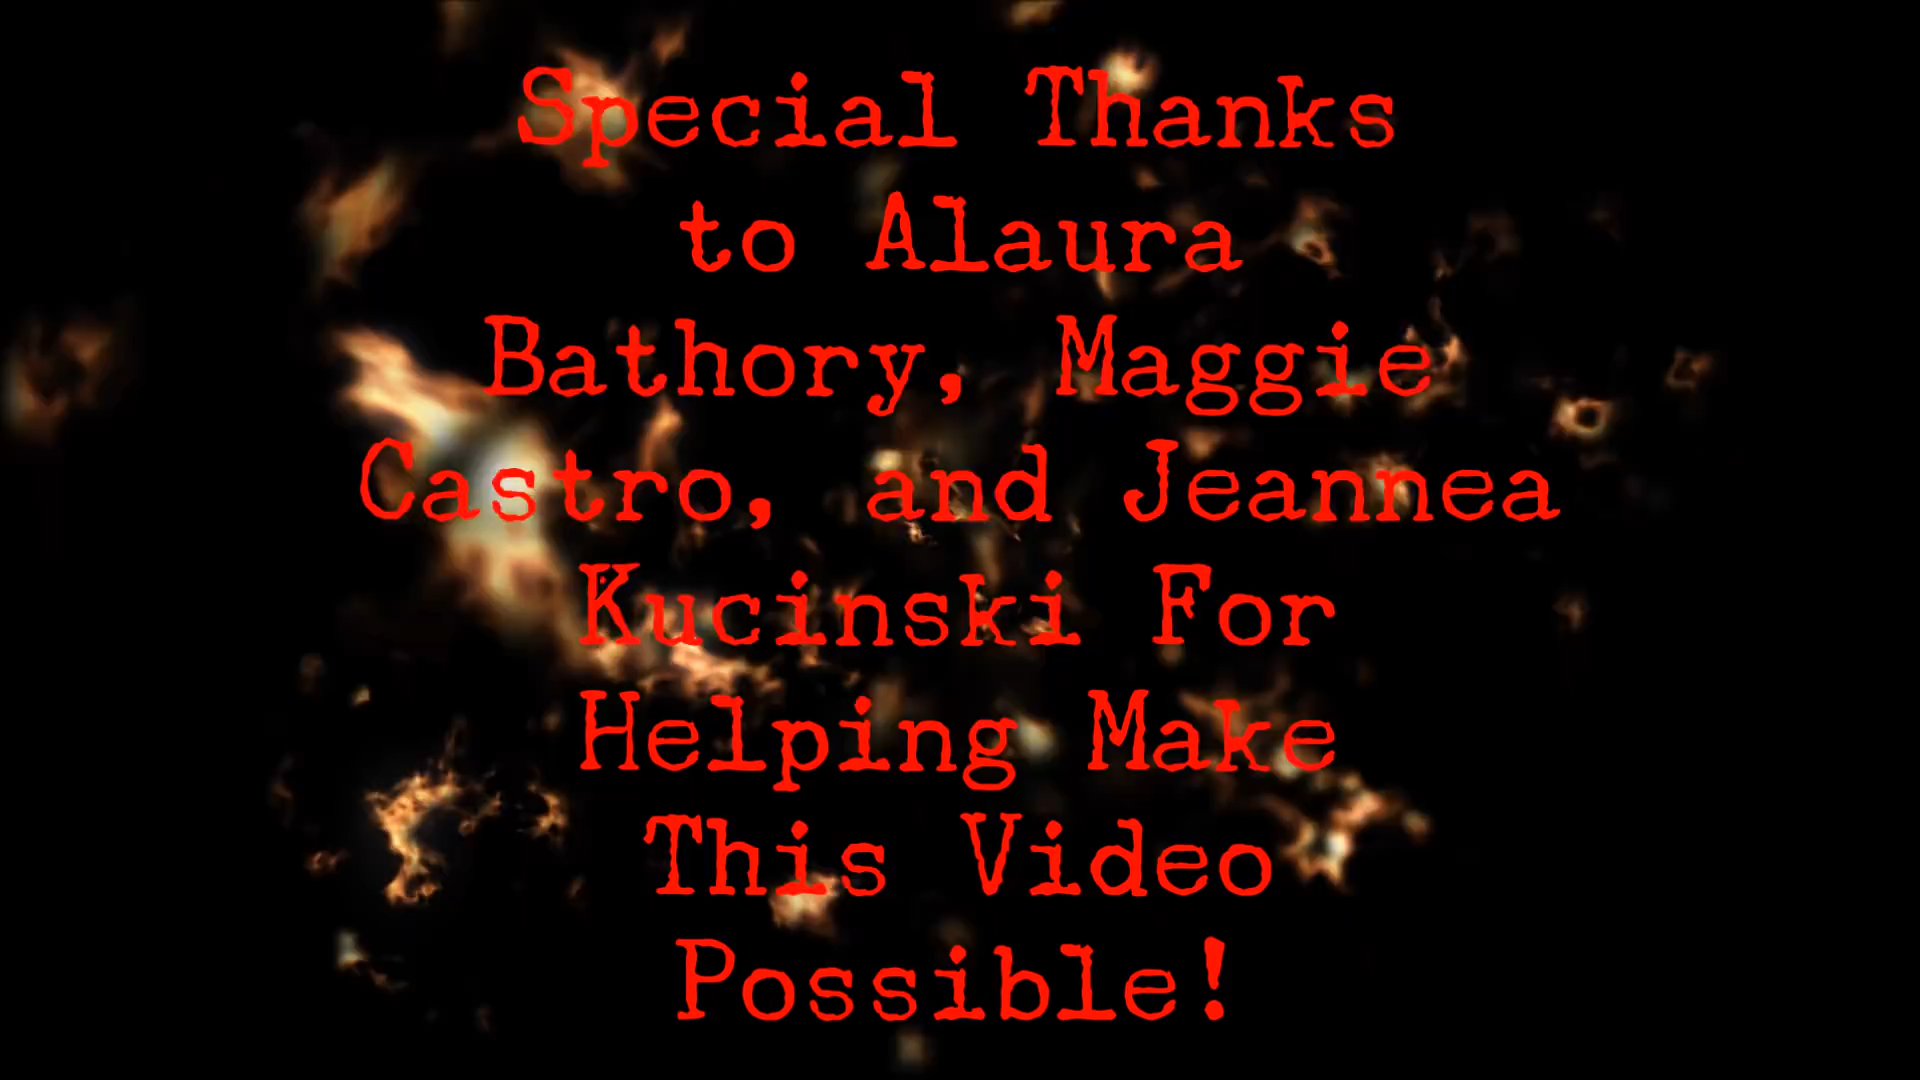 Special Thanks
to Alaura
Bathory, Maggie
Castro, and Jeannea
Kucinski For
Helping Make
This Video
Possible!